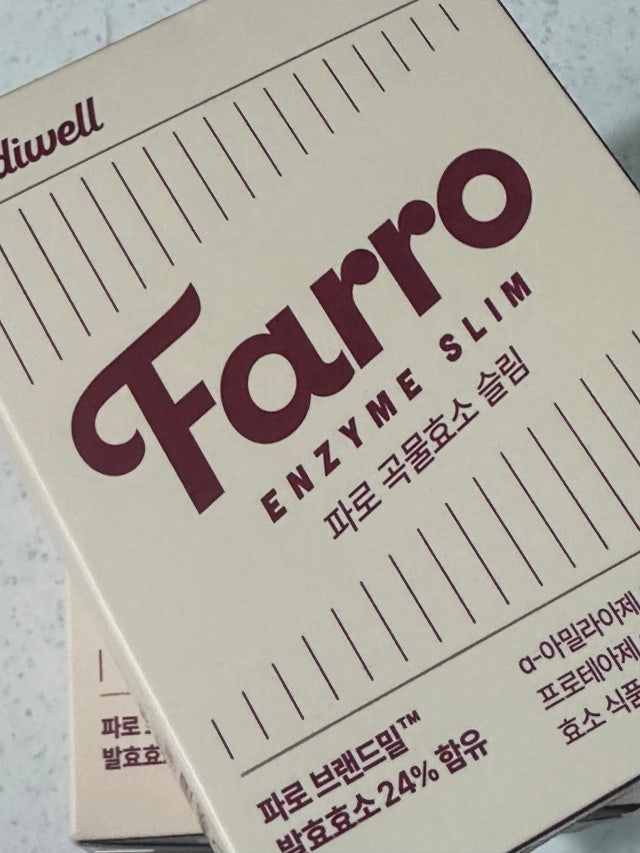 diwell
Farro
ENZYME SLIM
파로 곡물효소 슬림
파로 브랜드밀™
발효효소 24% 함유
α-아밀라아제
프로테아제
효소 식품
파로
발효효